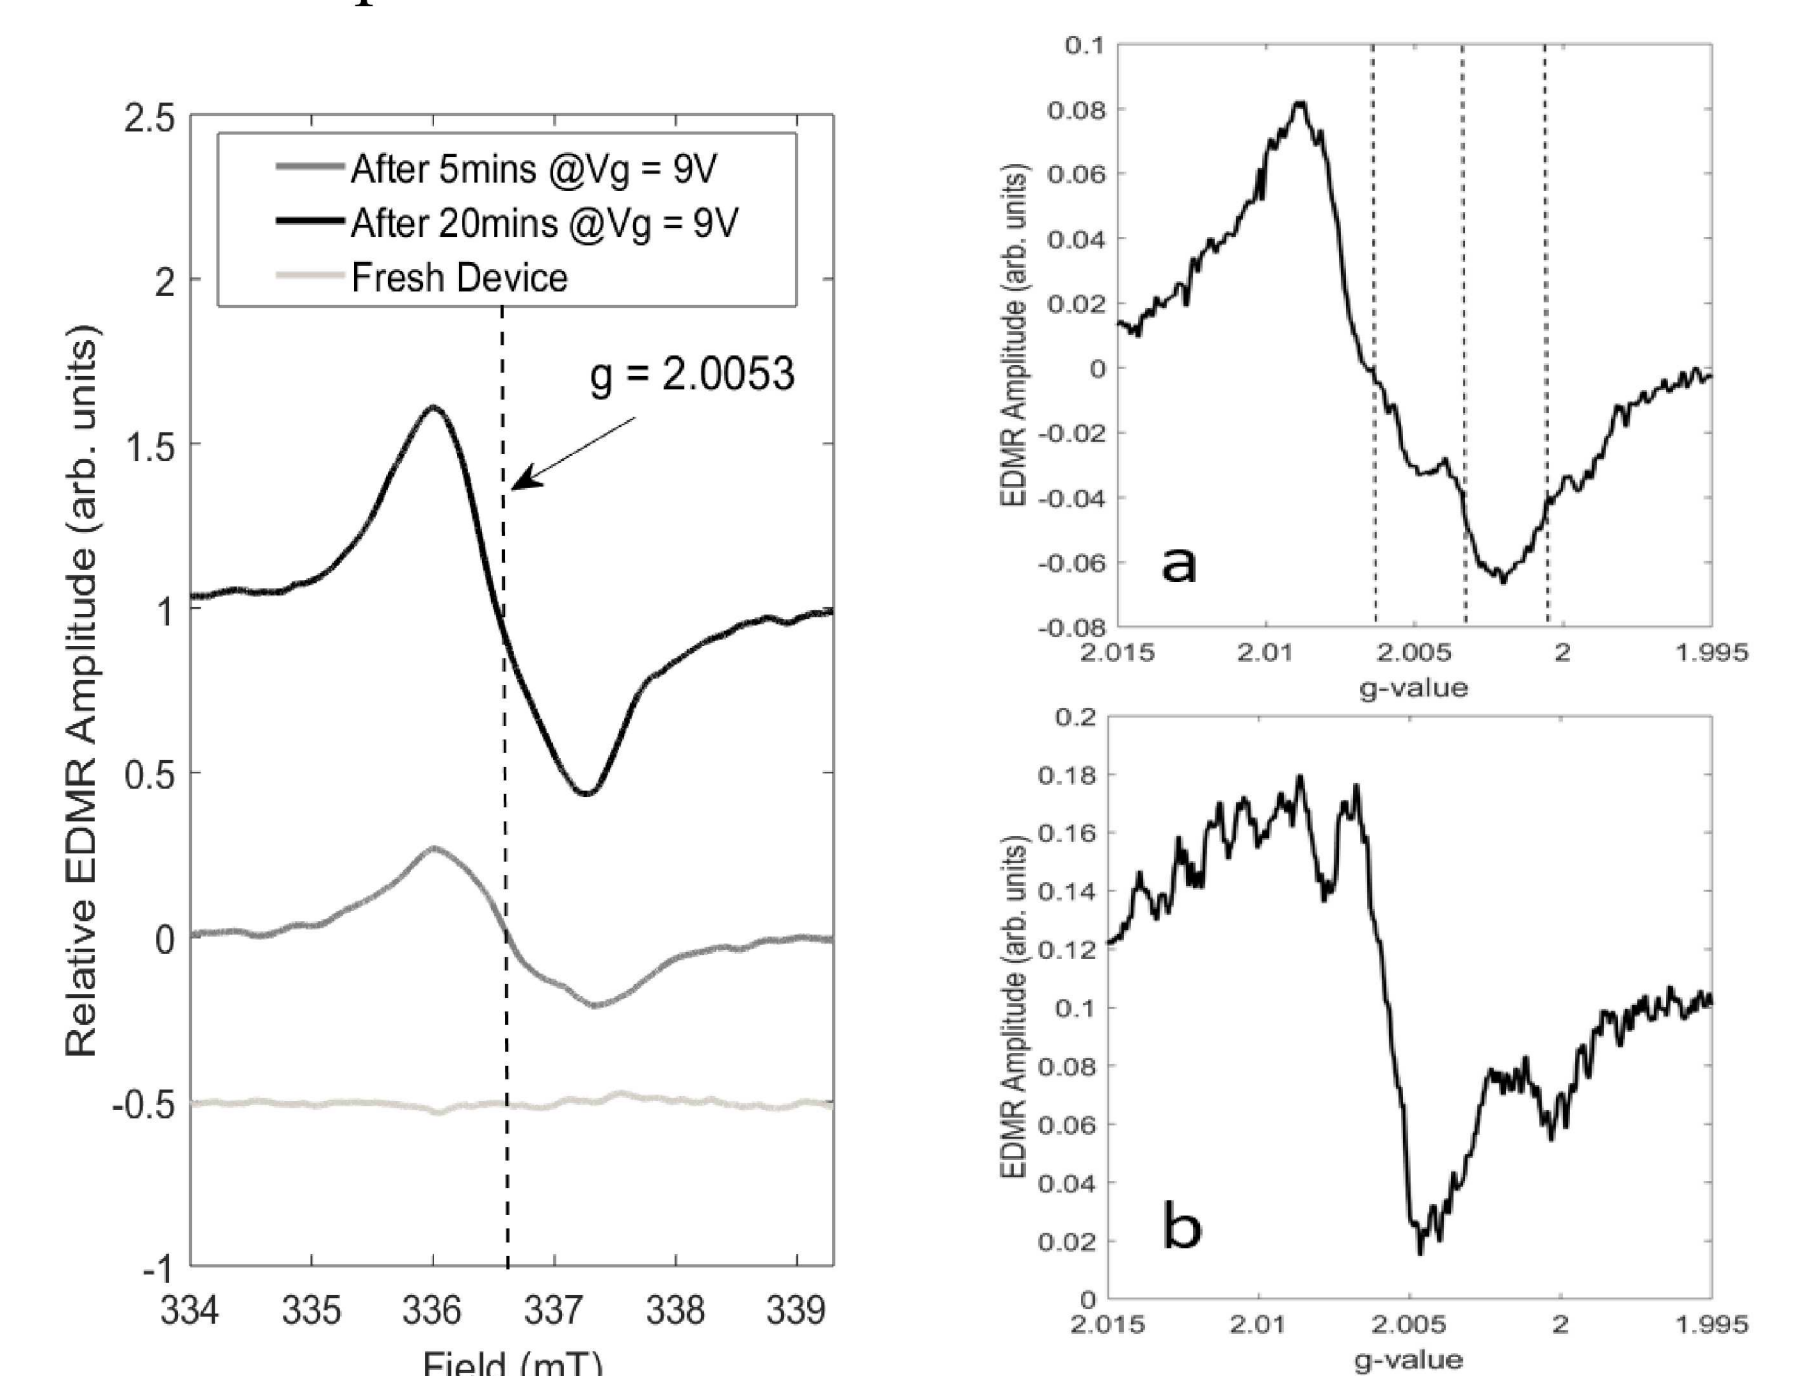 2.5
After 5mins @Vg = 9V
After 20mins @Vg = 9V
Fresh Device
2
g = 2.0053
1.5
1
0.5
0
-0.5
-1
334 335 336 337 338 339
Relative EDMR Amplitude (arb. units)
Field (mT)
0.1
0.08
0.06
0.04
0.02
0
-0.02
-0.04
-0.06
-0.08
EDMR Amplitude (arb. units)
a
2.015 2.01 2.005 2 1.995
g-value
0.2
0.18
0.16
0.14
0.12
0.1
0.08
0.06
0.04
0.02
0
EDMR Amplitude (arb. units)
b
2.015 2.01 2.005 2 1.995
g-value